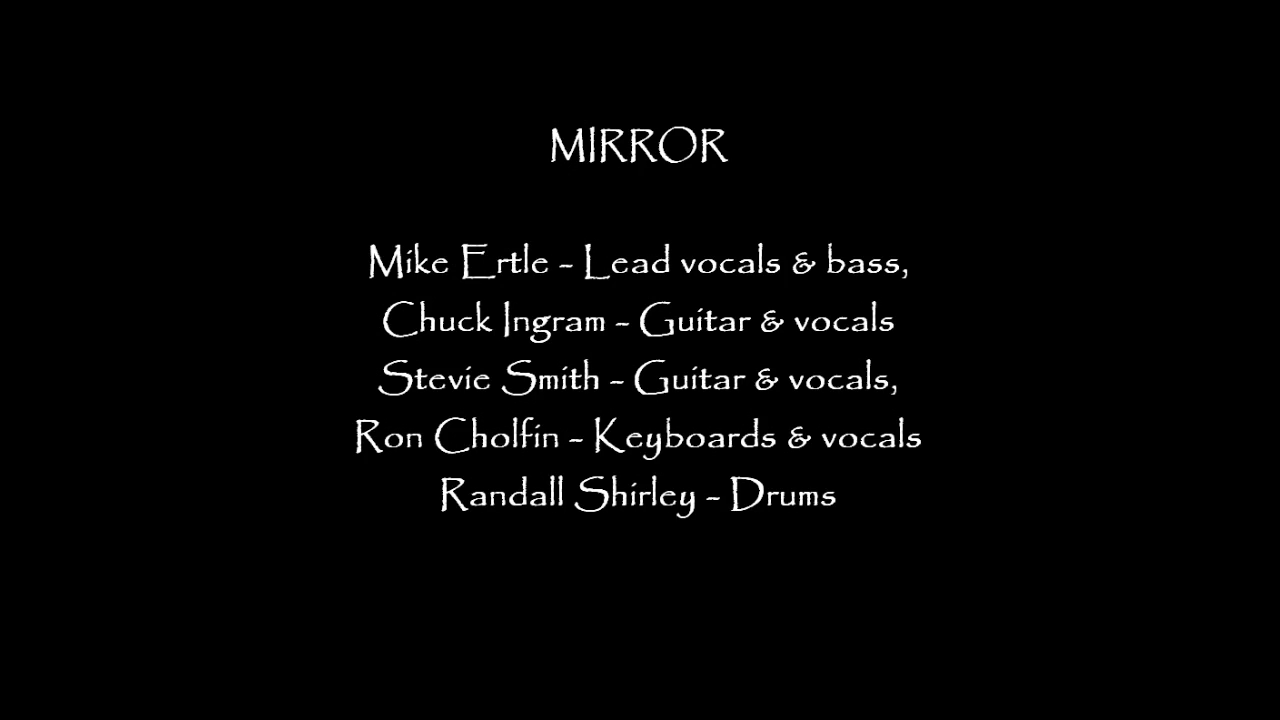 MIRROR
Mike Ertle - Lead vocals & bass,
Chuck Ingram - Guitar & vocals
Stevie Smith - Guitar & vocals,
Ron Cholfin - Keyboards & vocals
Randall Shirley - Drums